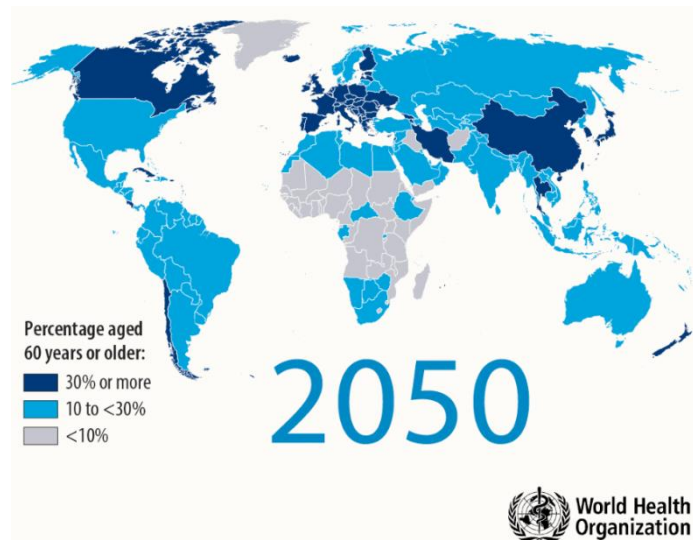 Percentage aged
60 years or older:
30% or more
10 to <30%
<10%
2050
World Health
Organization